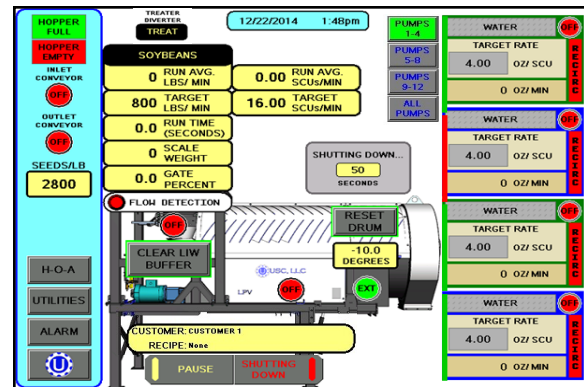 HOPPER
FULL
HOPPER
EMPTY
INLET
CONVEYOR
OFF
OUTLET
CONVEYOR
OFF
SEEDS/LB
2800
H-O-A
UTILITIES
ALARM
U
TREATER
DIVERTER
TREAT
12/22/2014 1:48pm
SOYBEANS
0 RUN AVG. LBS/MIN
0.00 RUN AVG. SCUs/MIN
800 TARGET LBS/MIN
16.00 TARGET SCUs/MIN
0.0 RUN TIME (SECONDS)
0 SCALE WEIGHT
0.0 GATE PERCENT
FLOW DETECTION
OFF
CLEAR LIW
BUFFER
SHUTTING DOWN...
50
SECONDS
RESET
DRUM
-10.0
DEGREES
USC, LLC
LPV
OFF
EXT
CUSTOMER: CUSTOMER 1
RECIPE: None
PAUSE
SHUTTING
DOWN
PUMPS
1-4
PUMPS
5-8
PUMPS
9-12
ALL
PUMPS
WATER OFF
TARGET RATE
4.00 OZ/ SCU
0 OZ/ MIN
RECIRC
WATER OFF
TARGET RATE
4.00 OZ/ SCU
0 OZ/ MIN
RECIRC
WATER OFF
TARGET RATE
4.00 OZ/ SCU
0 OZ/ MIN
RECIRC
WATER OFF
TARGET RATE
4.00 OZ/ SCU
0 OZ/ MIN
RECIRC